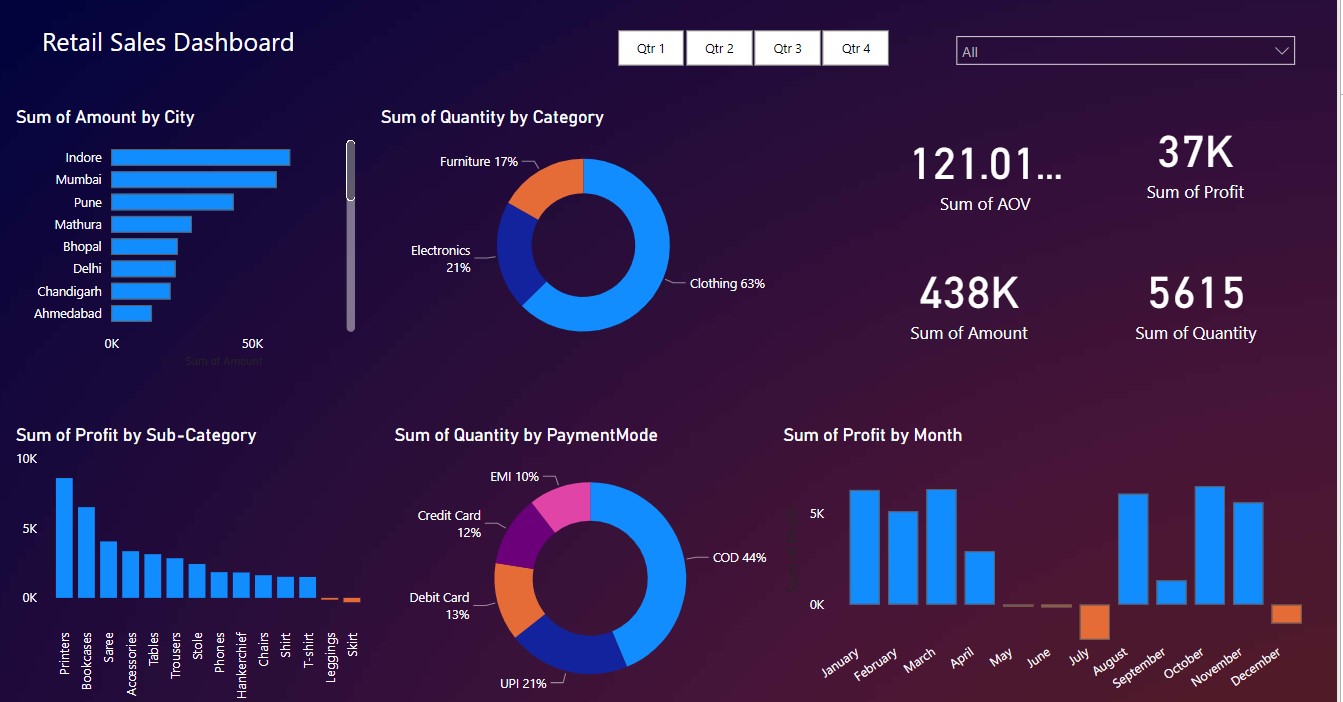 Retail Sales Dashboard
Qtr 1
Qtr 2
Qtr 3
Qtr 4
All
Sum of Amount by City
Indore
Mumbai
Pune
Mathura
Bhopal
Delhi
Chandigarh
Ahmedabad
0K
50K
Sum of Amount
Sum of Quantity by Category
Furniture 17%
Electronics
21%
Clothing 63%
121.01...
Sum of AOV
37K
Sum of Profit
438K
Sum of Amount
5615
Sum of Quantity
Sum of Profit by Sub-Category
10K
5K
0K
Printers
Bookcases
Saree
Accessories
Tables
Trousers
Stole
Phones
Hankerchief
Chairs
Shirt
T-shirt
Leggings
Skirt
Sum of Quantity by PaymentMode
EMI 10%
Credit Card
12%
Debit Card
13%
UPI 21%
COD 44%
Sum of Profit by Month
5K
0K
January
February
March
April
May
June
July
August
September
October
November
December